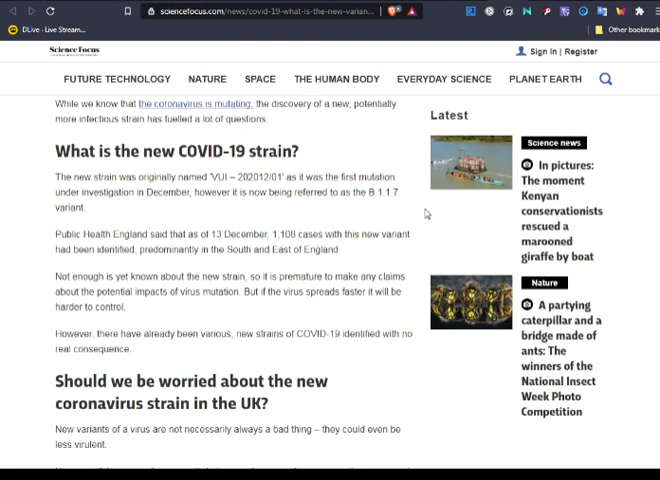 sciencefocus.com/news/covid-19-what-is-the-new-varian...
DLive - Live Stream...
Other bookmark
Science Focus
Sign In | Register
FUTURE TECHNOLOGY NATURE SPACE THE HUMAN BODY EVERYDAY SCIENCE PLANET EARTH
While we know that the coronavirus is mutating, the discovery of a new, potentially
more infectious strain has fuelled a lot of questions.
What is the new COVID-19 strain?
The new strain was originally named 'VUI – 202012/01' as it was the first mutation
under investigation in December, however it is now being referred to as the B.1.1.7
variant.
Public Health England said that as of 13 December, 1,108 cases with this new variant
had been identified, predominantly in the South and East of England.
Not enough is yet known about the new strain, so it is premature to make any claims
about the potential impacts of virus mutation. But if the virus spreads faster it will be
harder to control.
However, there have already been various, new strains of COVID-19 identified with no
real consequence.
Should we be worried about the new
coronavirus strain in the UK?
New variants of a virus are not necessarily always a bad thing – they could even be
less virulent.
Latest
Science news
In pictures:
The moment
Kenyan
conservationists
rescued a
marooned
giraffe by boat
Nature
A partying
caterpillar and a
bridge made of
ants: The
winners of the
National Insect
Week Photo
Competition